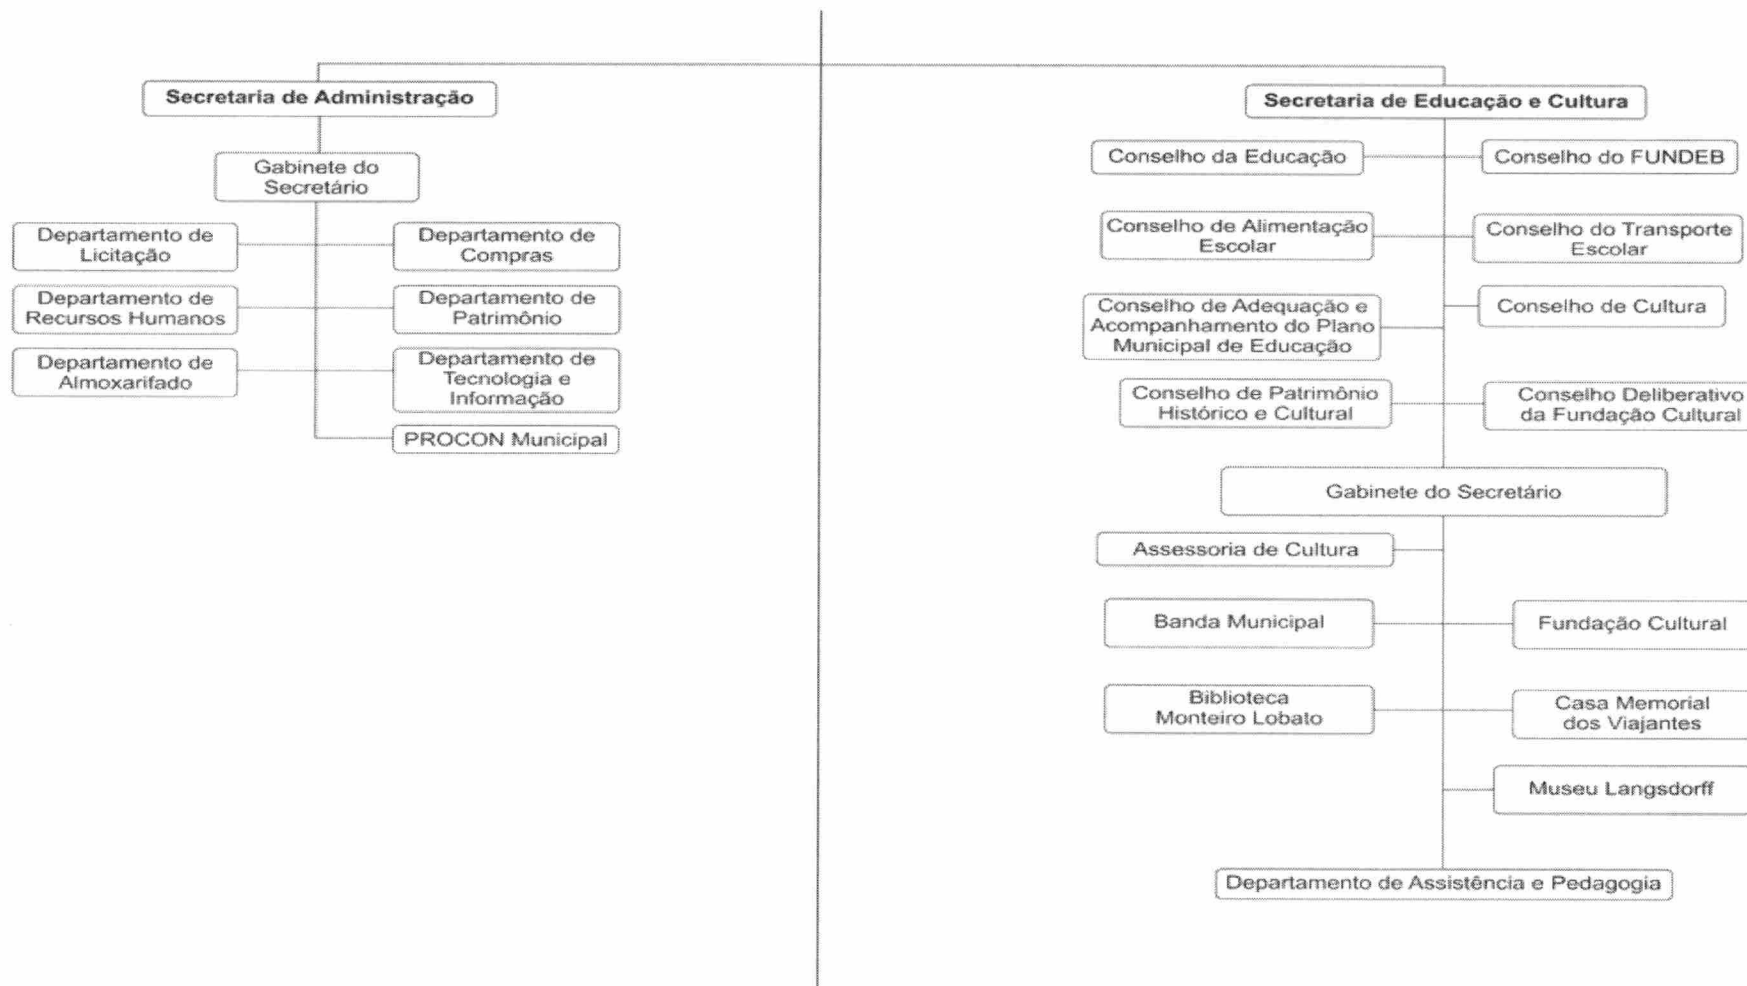 Secretaria de Administração
Gabinete do
Secretário
Departamento de
Licitação
Departamento de
Compras
Departamento de
Recursos Humanos
Departamento de
Patrimônio
Departamento de
Almoxarifado
Departamento de
Tecnologia e
Informação
PROCON Municipal
Secretaria de Educação e Cultura
Conselho da Educação
Conselho do FUNDEB
Conselho de Alimentação
Escolar
Conselho do Transporte
Escolar
Conselho de Adequação e
Acompanhamento do Plano
Municipal de Educação
Conselho de Cultura
Conselho de Patrimônio
Histórico e Cultural
Conselho Deliberativo
da Fundação Cultural
Gabinete do Secretário
Assessoria de Cultura
Banda Municipal
Fundação Cultural
Biblioteca
Monteiro Lobato
Casa Memorial
dos Viajantes
Museu Langsdorff
Departamento de Assistência e Pedagogia